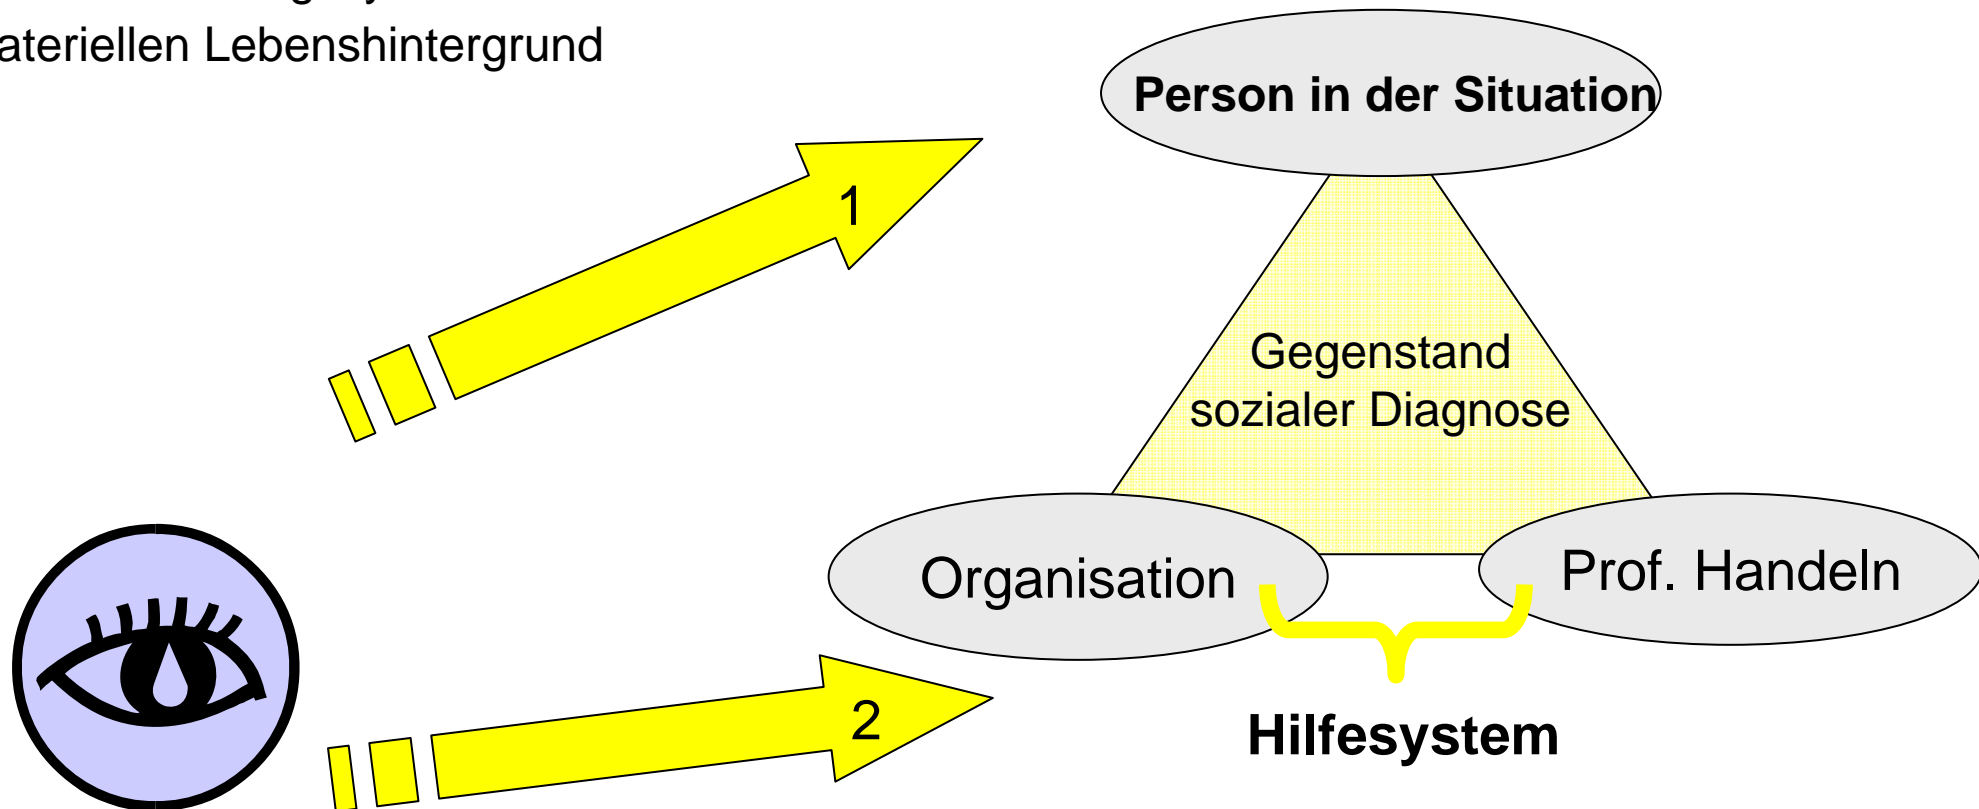 ateriellen Lebenshintergrund
Person in der Situation
1
Gegenstand
sozialer Diagnose
Organisation
Prof. Handeln
2
Hilfesystem